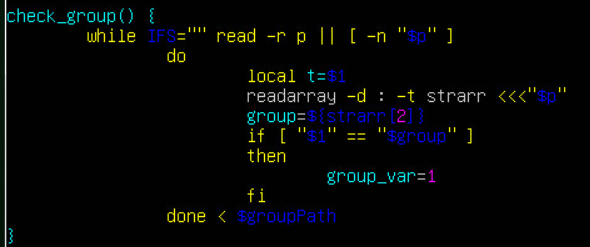 check_group() {
while IFS="" read -r p || [ -n "$p" ]
do
local t=$1
readarray -d : -t strarr <<<"$p"
group=${strarr[2]}
if [ "$1" == "$group" ]
then
group_var=1
fi
done < $groupPath
}